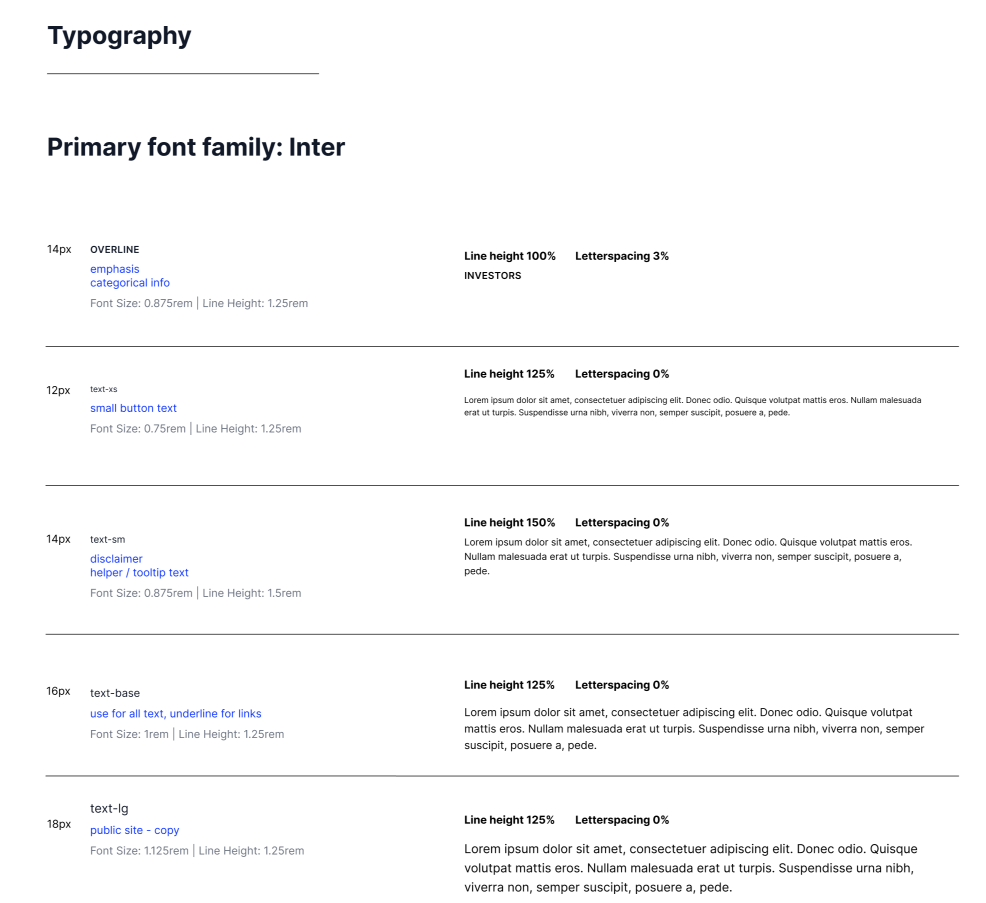 Typography
Primary font family: Inter
14px
OVERLINE
emphasis
categorical info
Font Size: 0.875rem | Line Height: 1.25rem
Line height 100% Letterspacing 3%
INVESTORS
12px
text-xs
small button text
Font Size: 0.75rem | Line Height: 1.25rem
Line height 125% Letterspacing 0%
Lorem ipsum dolor sit amet, consectetuer adipiscing elit. Donec odio. Quisque volutpat mattis eros. Nullam malesuada
erat ut turpis. Suspendisse urna nibh, viverra non, semper suscipit, posuere a, pede.
14px
text-sm
disclaimer
helper / tooltip text
Font Size: 0.875rem | Line Height: 1.5rem
Line height 150% Letterspacing 0%
Lorem ipsum dolor sit amet, consectetuer adipiscing elit. Donec odio. Quisque volutpat mattis eros.
Nullam malesuada erat ut turpis. Suspendisse urna nibh, viverra non, semper suscipit, posuere a,
pede.
16px
text-base
use for all text, underline for links
Font Size: 1rem | Line Height: 1.25rem
Line height 125% Letterspacing 0%
Lorem ipsum dolor sit amet, consectetuer adipiscing elit. Donec odio. Quisque volutpat
mattis eros. Nullam malesuada erat ut turpis. Suspendisse urna nibh, viverra non, semper
suscipit, posuere a, pede.
18px
text-lg
public site - copy
Font Size: 1.125rem | Line Height: 1.25rem
Line height 125% Letterspacing 0%
Lorem ipsum dolor sit amet, consectetuer adipiscing elit. Donec odio. Quisque
volutpat mattis eros. Nullam malesuada erat ut turpis. Suspendisse urna nibh,
viverra non, semper suscipit, posuere a, pede.